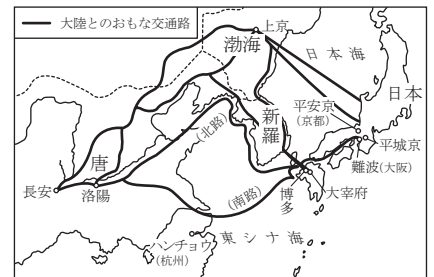 大陸とのおもな交通路
上京
渤海
日本海
日本
平安京
(京都)
新羅
(北路)
平城京
唐
難波(大阪)
長安
洛陽
博多
大宰府
(南路)
ハンチョウ
(杭州)
東シナ海